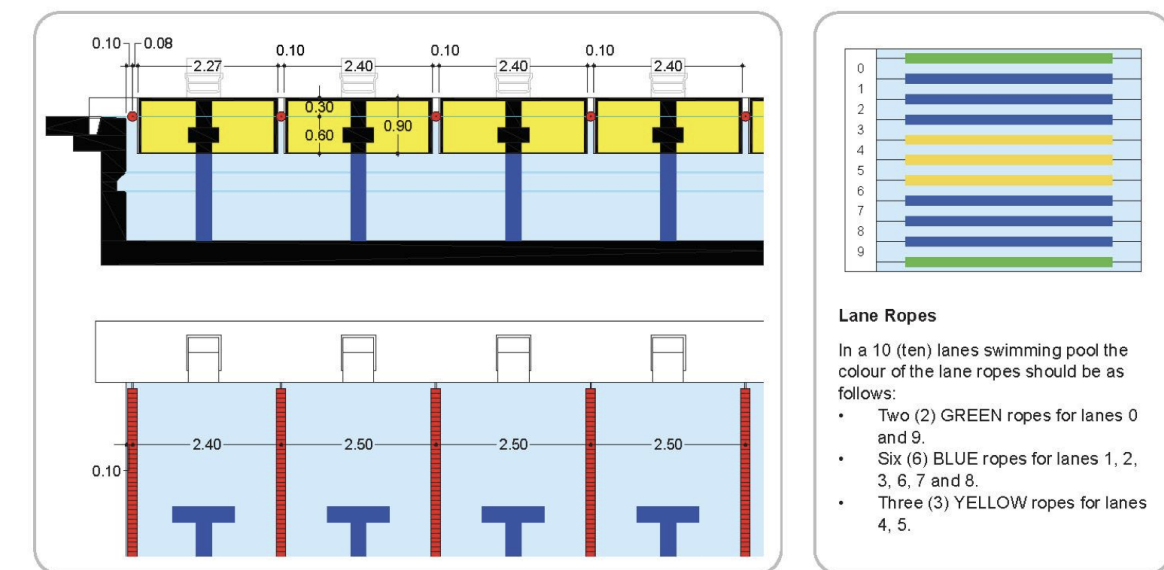 0.10 0.08
0.10 0.10 0.10
2.27 2.40 2.40 2.40
0.30
0.60 0.90
2.40 2.50 2.50 2.50
0.10
0
1
2
3
4
5
6
7
8
9
Lane Ropes
In a 10 (ten) lanes swimming pool the
colour of the lane ropes should be as
follows:
• Two (2) GREEN ropes for lanes 0
and 9.
• Six (6) BLUE ropes for lanes 1, 2,
3, 6, 7 and 8.
• Three (3) YELLOW ropes for lanes
4, 5.